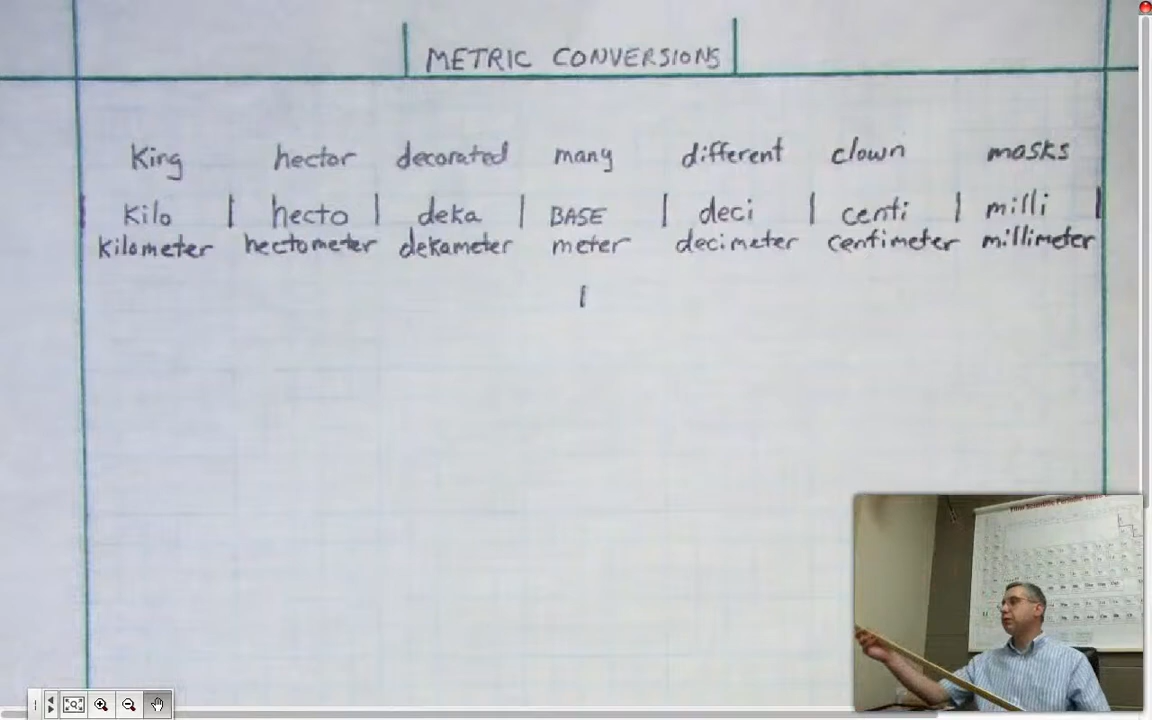 METRIC CONVERSIONS
King hector decorated many different clown masks
Kilo | hecto | deka | BASE | deci | centi | milli |
kilometer hectometer dekameter meter decimeter centimeter millimeter
1